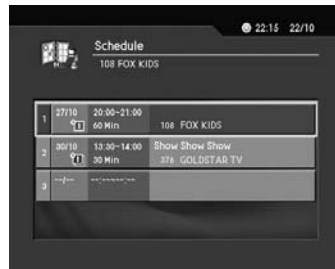 22:15 22/10
Schedule
108 FOX KIDS
1 27/10 20:00~21:00
60 Min 108 FOX KIDS
2 30/10 13:30~14:00 Show Show Show
30 Min 376 GOLDSTAR TV
3 --/-- --:--~--:--